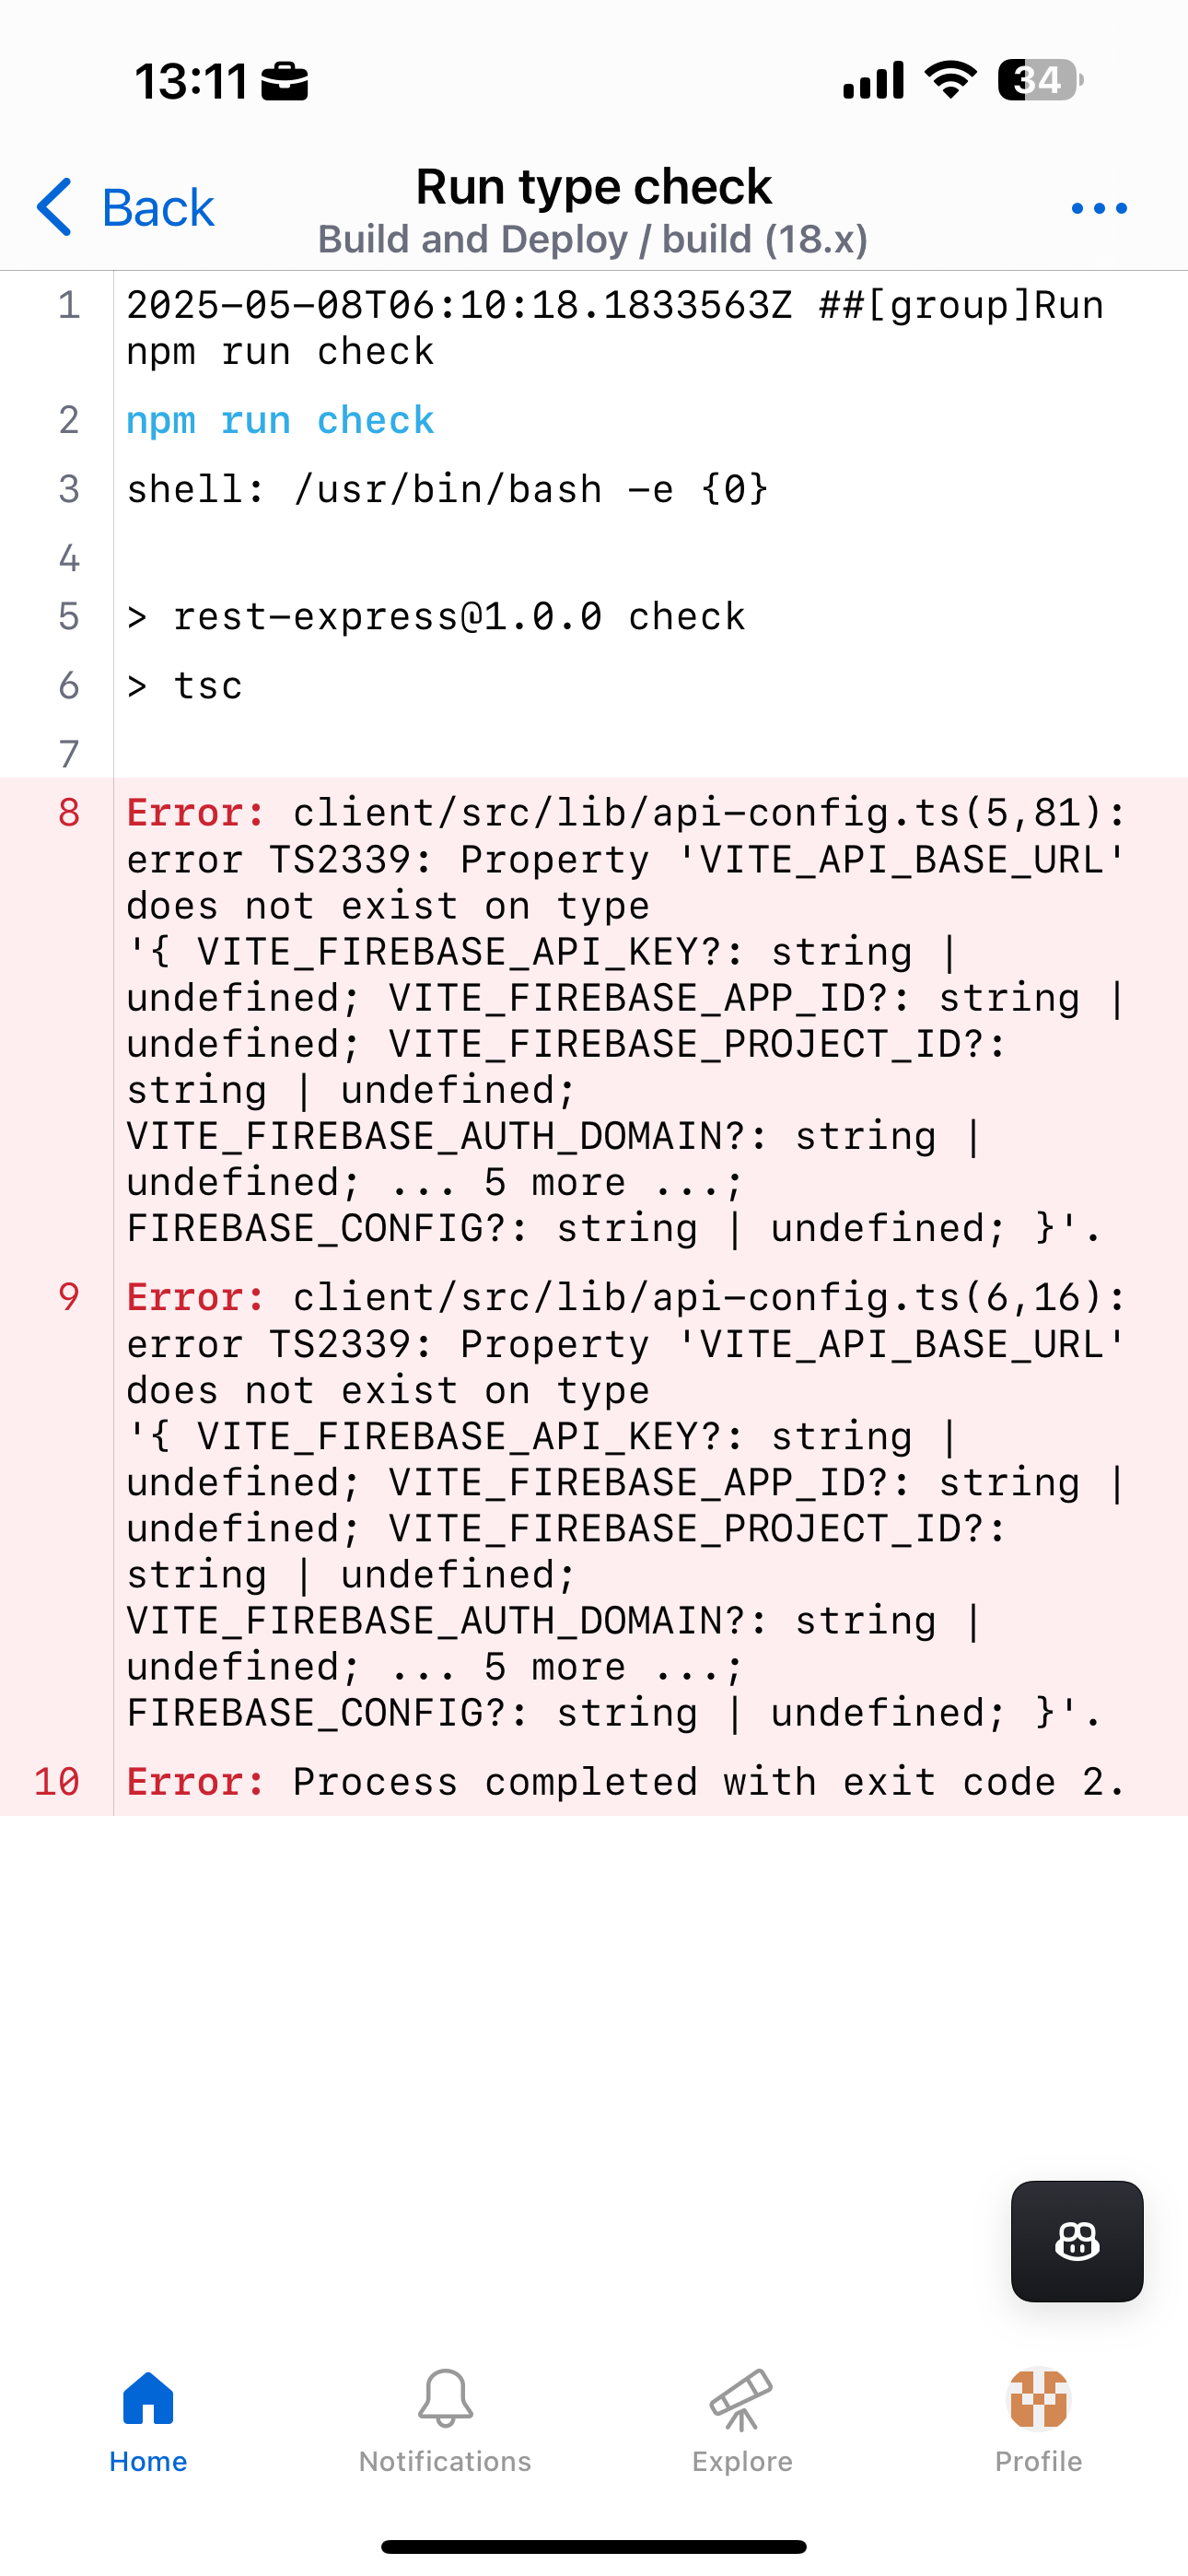 13:11
34
Back
Run type check
Build and Deploy / build (18.x)
1 2025-05-08T06:10:18.1833563Z ##[group]Run
npm run check
2 npm run check
3 shell: /usr/bin/bash -e {0}
4
5 > rest-express@1.0.0 check
6 > tsc
7
8 Error: client/src/lib/api-config.ts(5,81):
error TS2339: Property 'VITE_API_BASE_URL'
does not exist on type
'{ VITE_FIREBASE_API_KEY?: string |
undefined; VITE_FIREBASE_APP_ID?: string |
undefined; VITE_FIREBASE_PROJECT_ID?:
string | undefined;
VITE_FIREBASE_AUTH_DOMAIN?: string |
undefined; ... 5 more ...;
FIREBASE_CONFIG?: string | undefined; }'.
9 Error: client/src/lib/api-config.ts(6,16):
error TS2339: Property 'VITE_API_BASE_URL'
does not exist on type
'{ VITE_FIREBASE_API_KEY?: string |
undefined; VITE_FIREBASE_APP_ID?: string |
undefined; VITE_FIREBASE_PROJECT_ID?:
string | undefined;
VITE_FIREBASE_AUTH_DOMAIN?: string |
undefined; ... 5 more ...;
FIREBASE_CONFIG?: string | undefined; }'.
10 Error: Process completed with exit code 2.
Home
Notifications
Explore
Profile